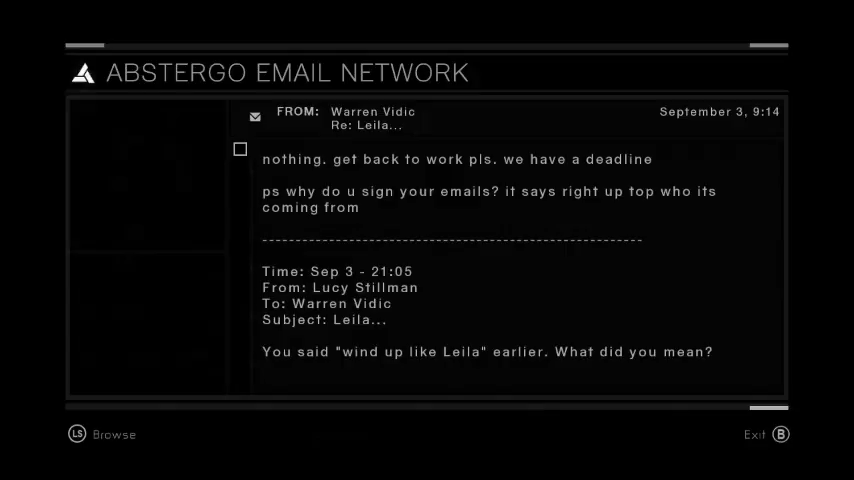 ABSTERGO EMAIL NETWORK
FROM: Warren Vidic September 3, 9:14
Re: Leila...
nothing. get back to work pls. we have a deadline
ps why do u sign your emails? it says right up top who its
coming from
---------------------------------------------------------
Time: Sep 3 - 21:05
From: Lucy Stillman
To: Warren Vidic
Subject: Leila...
You said "wind up like Leila" earlier. What did you mean?
LS Browse Exit B